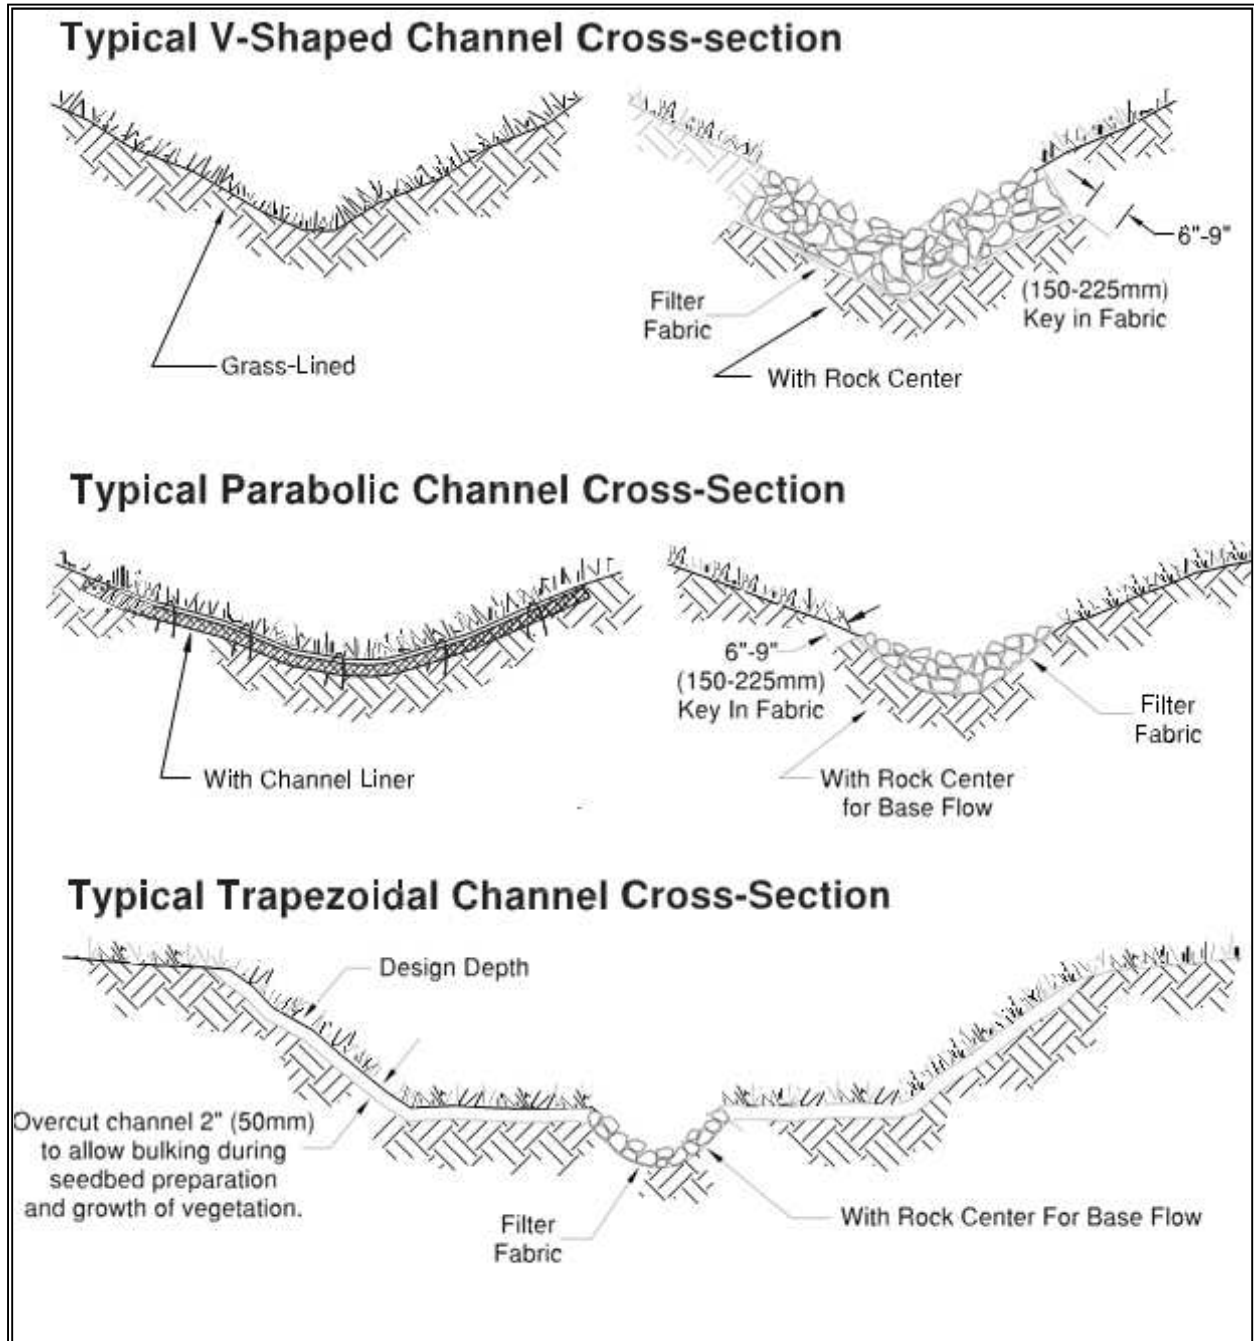 Typical V-Shaped Channel Cross-section
6"-9"
Filter
Fabric
(150-225mm)
Key in Fabric
Grass-Lined
With Rock Center
Typical Parabolic Channel Cross-Section
6"-9"
(150-225mm)
Key In Fabric
Filter
Fabric
With Channel Liner
With Rock Center
for Base Flow
Typical Trapezoidal Channel Cross-Section
Design Depth
Overcut channel 2" (50mm)
to allow bulking during
seedbed preparation
and growth of vegetation.
Filter
Fabric
With Rock Center For Base Flow